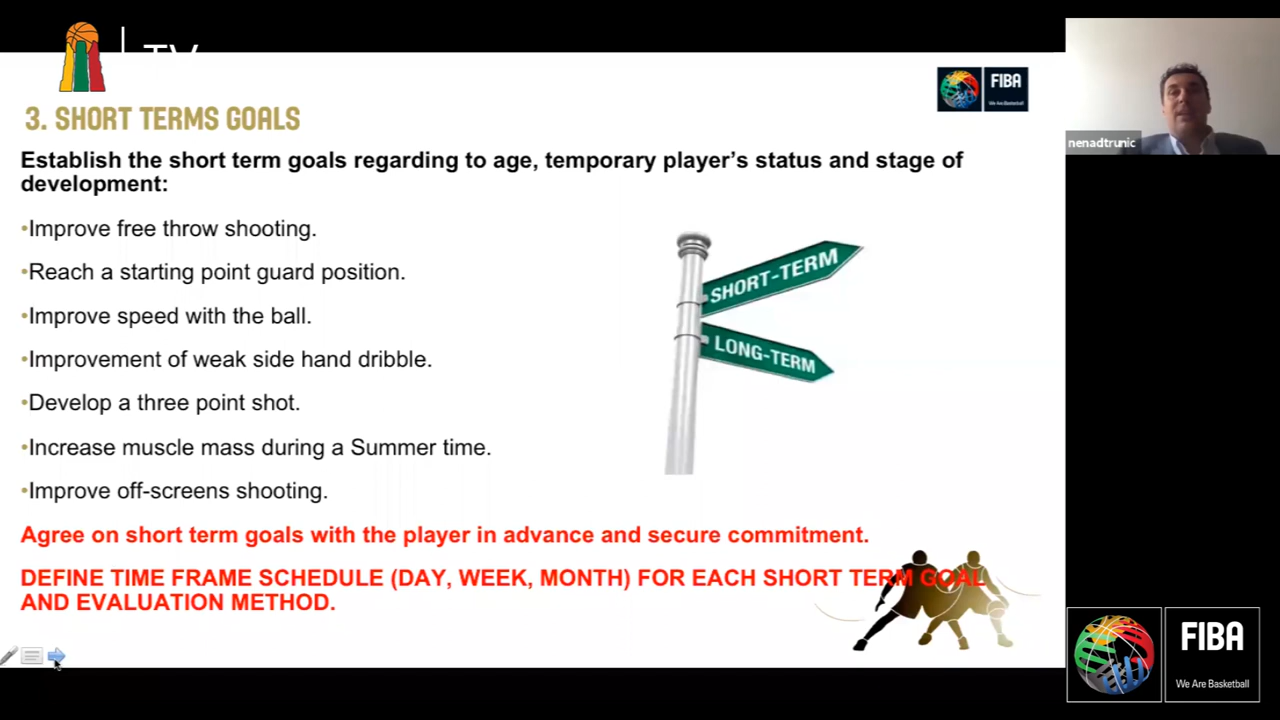 TV
FIBA
We Are Basketball
3. SHORT TERMS GOALS
Establish the short term goals regarding to age, temporary player's status and stage of
development:
•Improve free throw shooting.
•Reach a starting point guard position.
•Improve speed with the ball.
•Improvement of weak side hand dribble.
•Develop a three point shot.
•Increase muscle mass during a Summer time.
•Improve off-screens shooting.
SHORT-TERM
LONG-TERM
Agree on short term goals with the player in advance and secure commitment.
DEFINE TIME FRAME SCHEDULE (DAY, WEEK, MONTH) FOR EACH SHORT TERM GOAL
AND EVALUATION METHOD.
nenadtrunic
FIBA
We Are Basketball